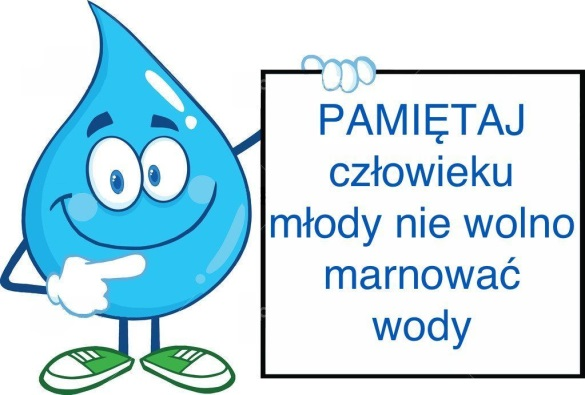 PAMIĘTAJ
człowieku
młody nie wolno
marnować
wody